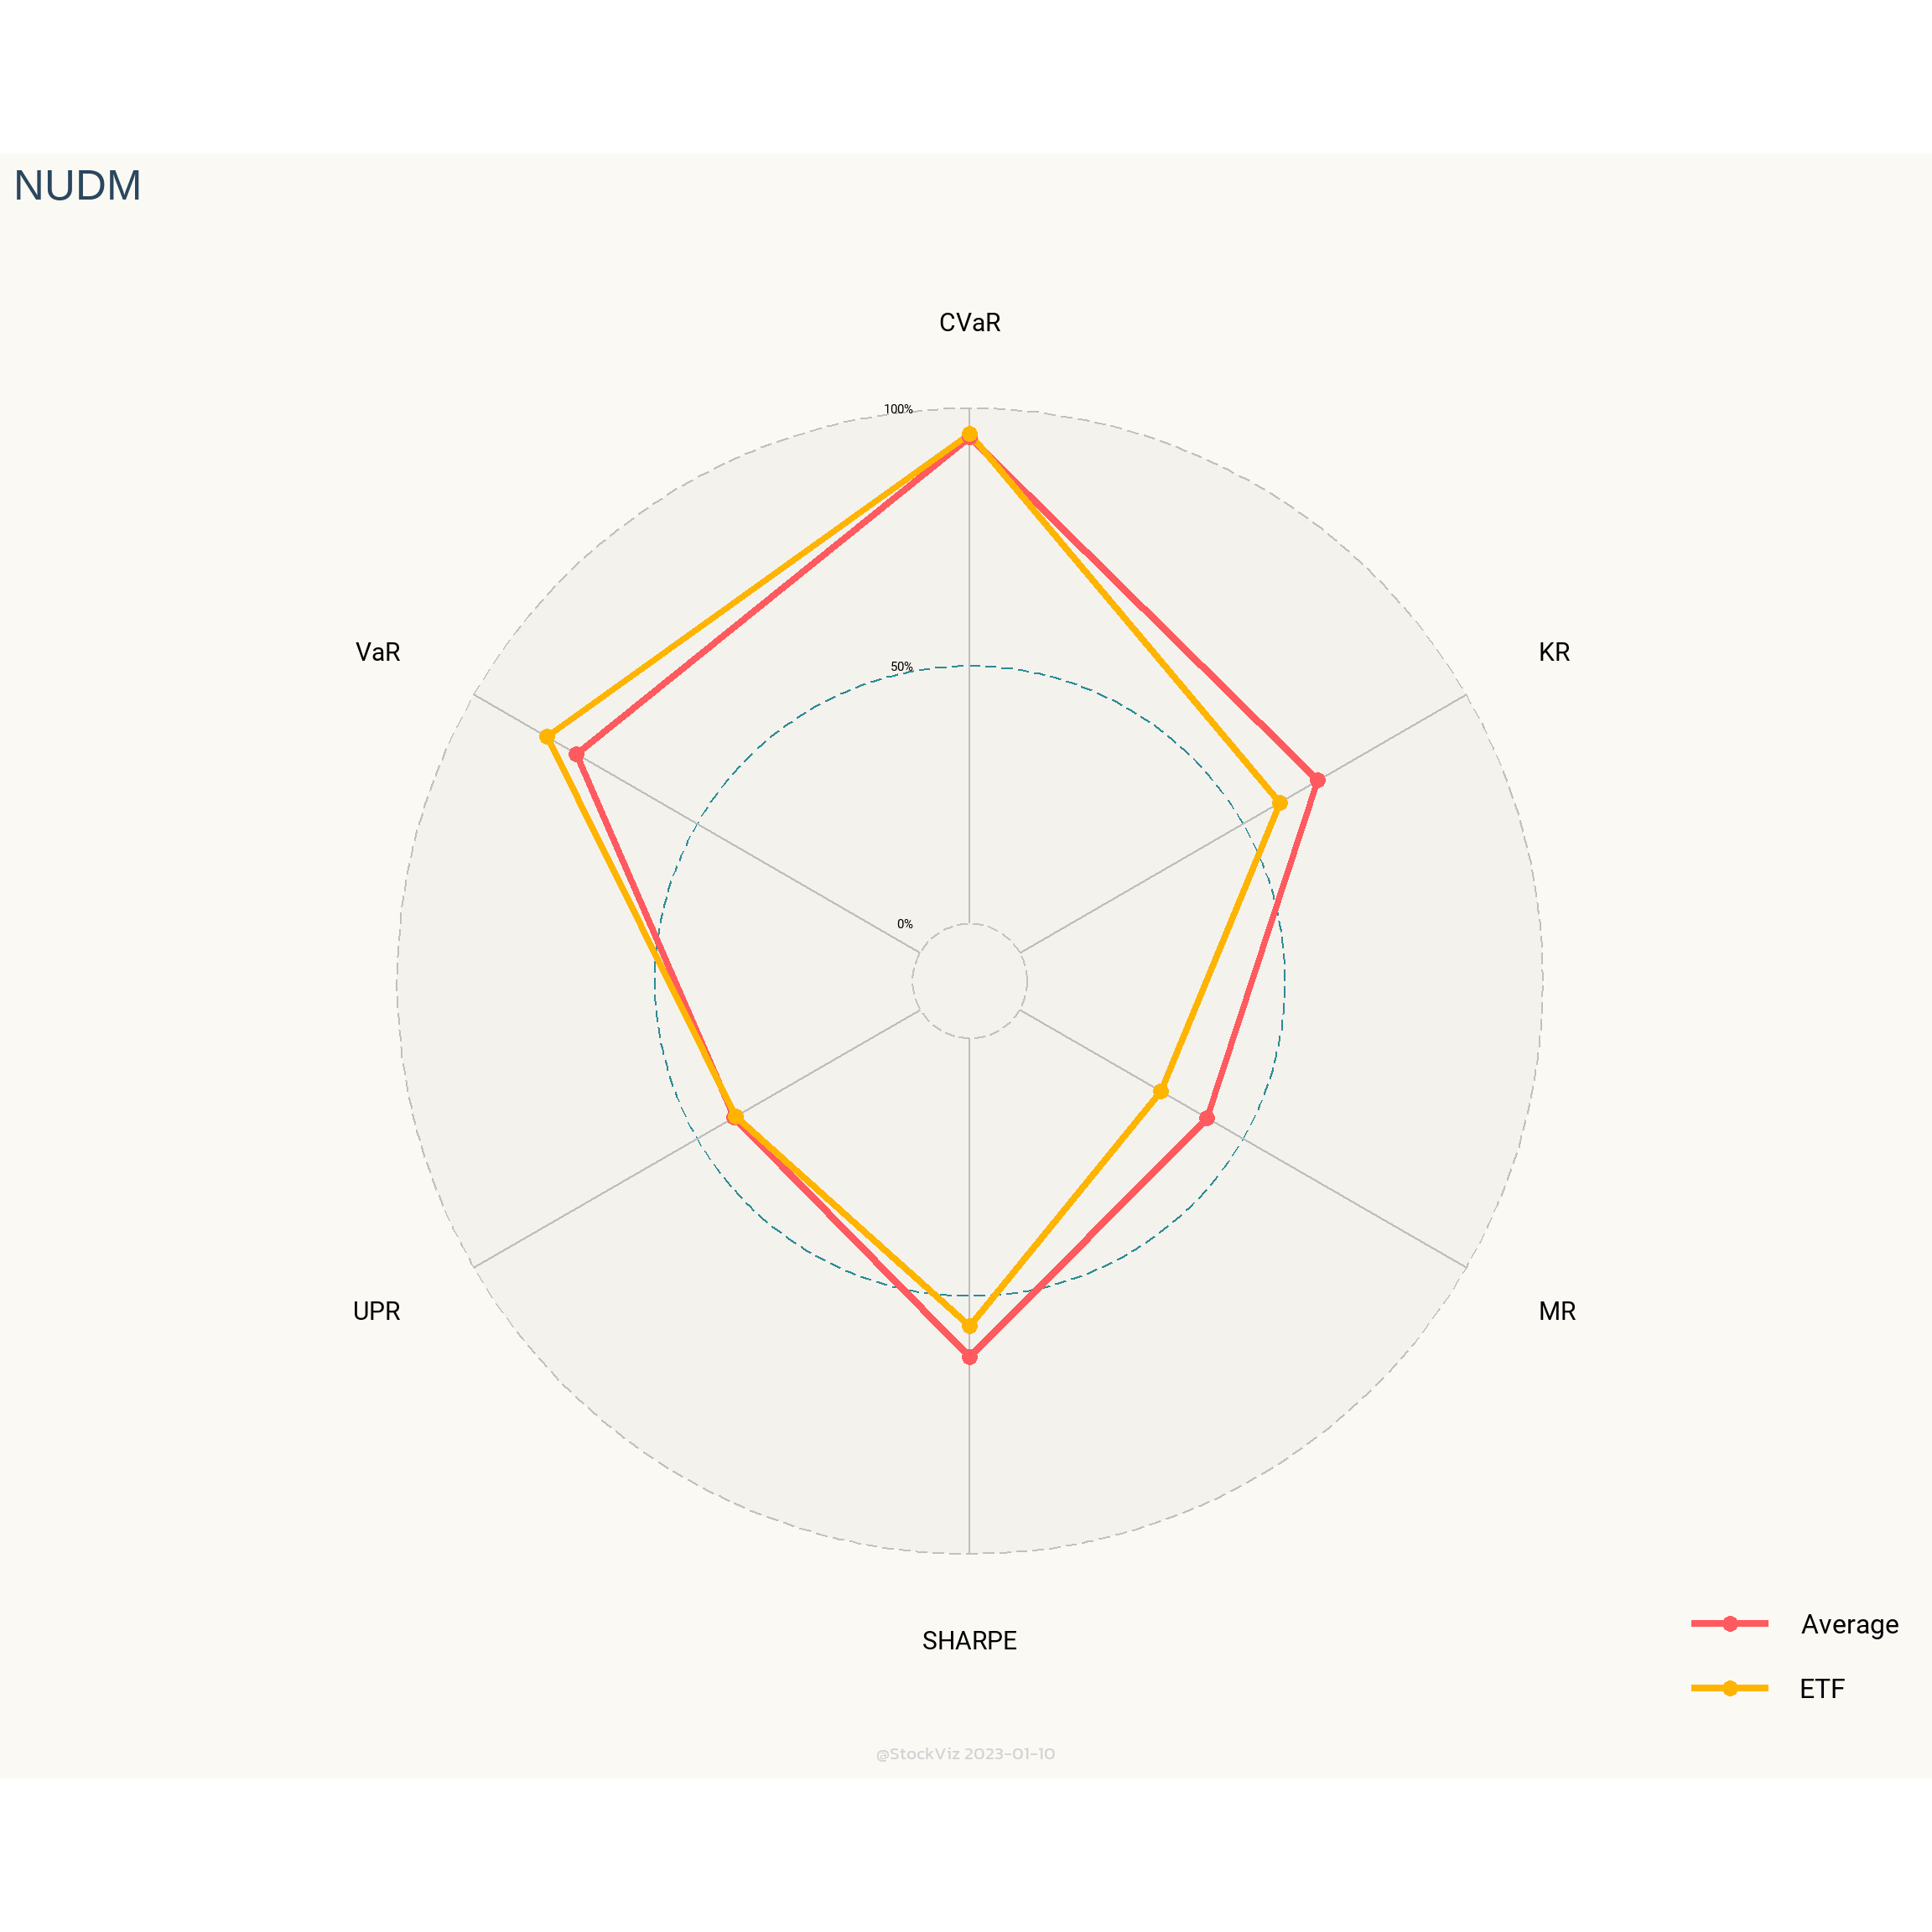 NUDM
CVaR
100%
KR
VaR
50%
0%
MR
UPR
SHARPE
Average
ETF
@StockViz 2023-01-10